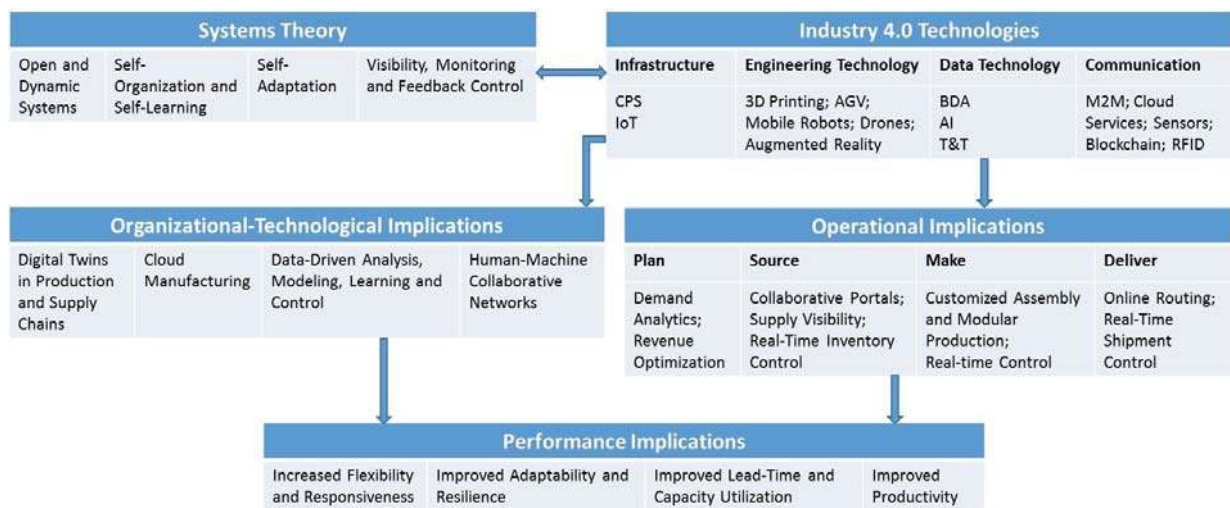 Systems Theory
Open and
Dynamic
Systems
Self-
Organization and
Self-Learning
Self-
Adaptation
Visibility, Monitoring
and Feedback Control
Industry 4.0 Technologies
Infrastructure
CPS
IoT
Engineering Technology
3D Printing; AGV;
Mobile Robots; Drones;
Augmented Reality
Data Technology
BDA
AI
T&T
Communication
M2M; Cloud
Services; Sensors;
Blockchain; RFID
Organizational-Technological Implications
Digital Twins
in Production
and Supply
Chains
Cloud
Manufacturing
Data-Driven Analysis,
Modeling, Learning and
Control
Human-Machine
Collaborative
Networks
Operational Implications
Plan
Demand
Analytics;
Revenue
Optimization
Source
Collaborative Portals;
Supply Visibility;
Real-Time Inventory
Control
Make
Customized Assembly
and Modular
Production;
Real-time Control
Deliver
Online Routing;
Real-Time
Shipment
Control
Performance Implications
Increased Flexibility
and Responsiveness
Improved Adaptability and
Resilience
Improved Lead-Time and
Capacity Utilization
Improved
Productivity